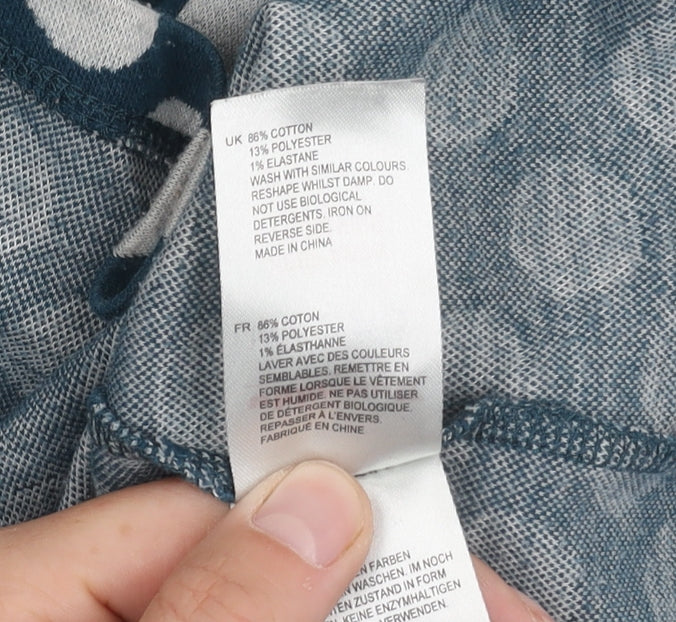 UK 86% COTTON
13% POLYESTER
1% ELASTANE
WASH WITH SIMILAR COLOURS.
RESHAPE WHILST DAMP. DO
NOT USE BIOLOGICAL
DETERGENTS. IRON ON
REVERSE SIDE.
MADE IN CHINA
FR 86% COTON
13% POLYESTER
1% ÉLASTHANNE
LAVER AVEC DES COULEURS
SEMBLABLES. REMETTRE EN
FORME LORSQUE LE VÊTEMENT
EST HUMIDE. NE PAS UTILISER
DE DÉTERGENT BIOLOGIQUE.
REPASSER À L'ENVERS.
FABRIQUÉ EN CHINE
FARBEN
WASCHEN. IM NOCH
ZUSTAND IN FORM
KEINE ENZYMHALTIGEN
VERWENDEN.